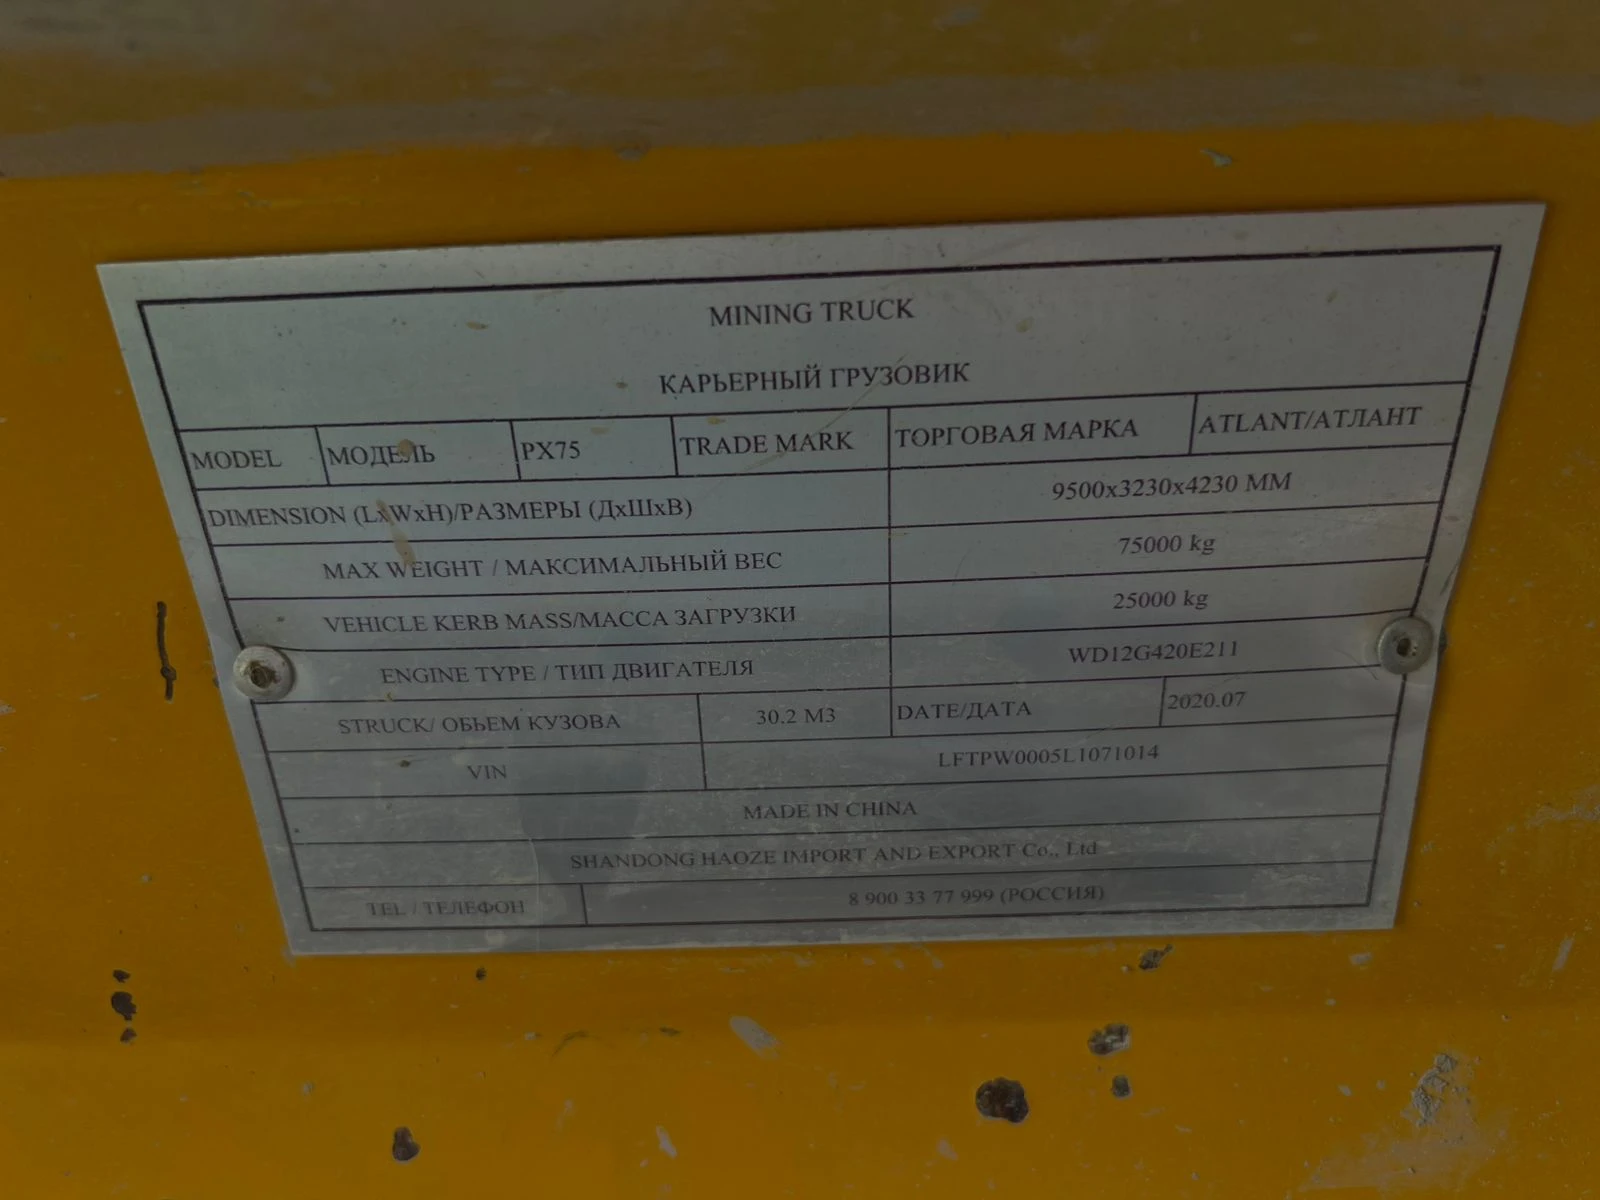 MINING TRUCK
КАРЬЕРНЫЙ ГРУЗОВИК
MODEL МОДЕЛЬ PX75 TRADE MARK ТОРГОВАЯ МАРКА ATLANT/АТЛАНТ
DIMENSION (LxWxH)/РАЗМЕРЫ (ДхШхВ) 9500x3230x4230 MM
MAX WEIGHT / МАКСИМАЛЬНЫЙ ВЕС 75000 kg
VEHICLE KERB MASS/МАССА ЗАГРУЗКИ 25000 kg
ENGINE TYPE / ТИП ДВИГАТЕЛЯ WD12G420E211
STRUCK/ ОБЬЕМ КУЗОВА 30.2 М3 DATE/ДАТА 2020.07
VIN LFTPW0005L1071014
MADE IN CHINA
SHANDONG HAOZE IMPORT AND EXPORT Co., Ltd
TEL / ТЕЛЕФОН 8 900 33 77 999 (РОССИЯ)